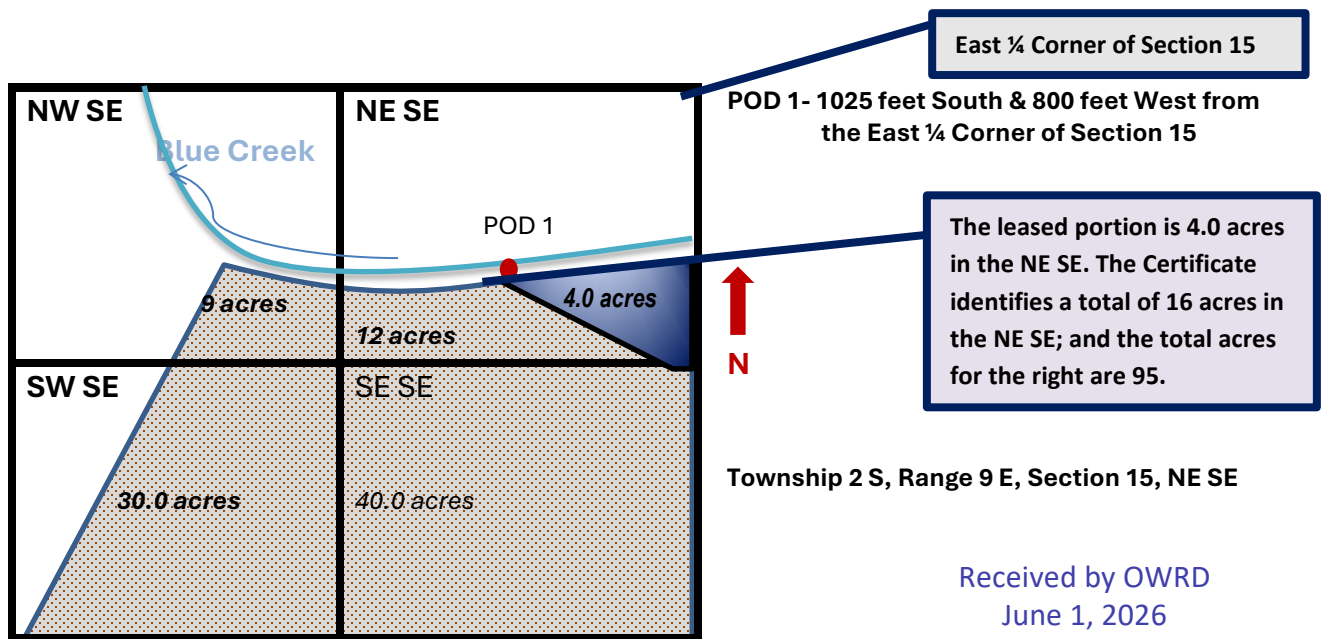 East ¼ Corner of Section 15
NW SE
NE SE
POD 1- 1025 feet South & 800 feet West from
the East ¼ Corner of Section 15
Blue Creek
POD 1
The leased portion is 4.0 acres
in the NE SE. The Certificate
identifies a total of 16 acres in
the NE SE; and the total acres
for the right are 95.
9 acres
4.0 acres
12 acres
N
SW SE
SE SE
Township 2 S, Range 9 E, Section 15, NE SE
30.0 acres
40.0 acres
Received by OWRD
June 1, 2026